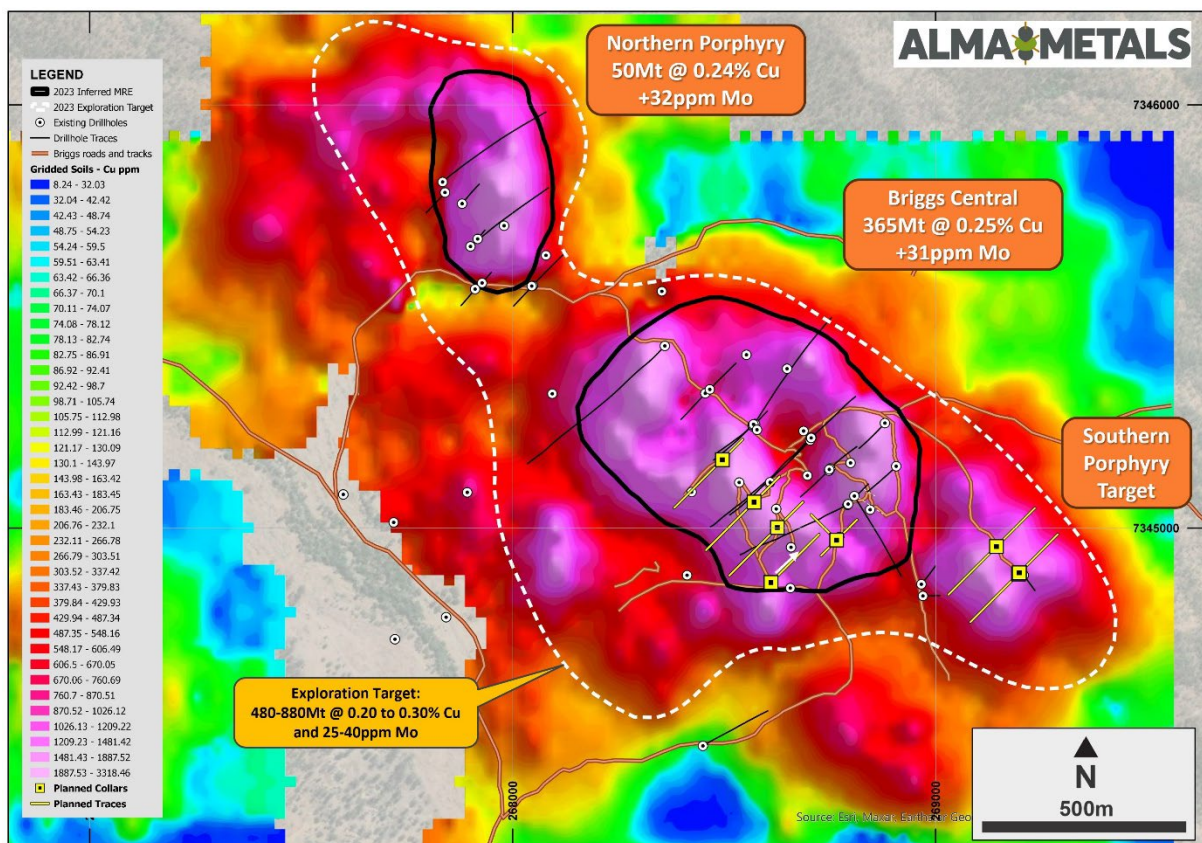 ALMA METALS
Northern Porphyry
50Mt @ 0.24% Cu
+32ppm Mo
7346000
LEGEND
2023 Inferred MRE
2023 Exploration Target
Existing Drillholes
Drillhole Traces
Briggs roads and tracks
Gridded Soils - Cu ppm
8.24 - 32.03
32.04 - 42.42
42.43 - 48.74
48.75 - 54.23
54.24 - 59.5
59.51 - 63.41
63.42 - 66.36
66.37 - 70.1
70.11 - 74.07
74.08 - 78.12
78.13 - 82.74
82.75 - 86.91
86.92 - 92.41
92.42 - 98.7
98.71 - 105.74
105.75 - 112.98
112.99 - 121.16
121.17 - 130.09
130.1 - 143.97
143.98 - 163.42
163.43 - 183.45
183.46 - 206.75
206.76 - 232.1
232.11 - 266.78
266.79 - 303.51
303.52 - 337.42
337.43 - 379.83
379.84 - 429.93
429.94 - 487.34
487.35 - 548.16
548.17 - 606.49
606.5 - 670.05
670.06 - 760.69
760.7 - 870.51
870.52 - 1026.12
1026.13 - 1209.22
1209.23 - 1481.42
1481.43 - 1887.52
1887.53 - 3318.46
Planned Collars
Planned Traces
Briggs Central
365Mt @ 0.25% Cu
+31ppm Mo
Southern
Porphyry
Target
7345000
Exploration Target:
480-880Mt @ 0.20 to 0.30% Cu
and 25-40ppm Mo
268000
269000
N
500m
Source: Esri, Maxar, Earthstar Geo